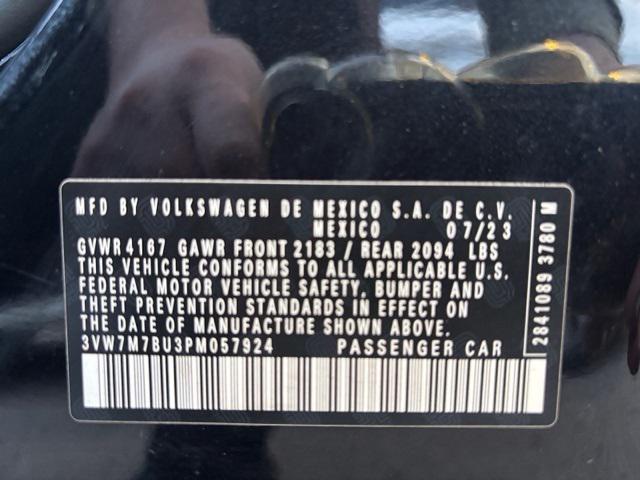 MFD BY VOLKSWAGEN DE MEXICO S.A. DE C.V.
MEXICO 07/23
GVWR 4167 GAWR FRONT 2183 / REAR 2094 LBS
THIS VEHICLE CONFORMS TO ALL APPLICABLE U.S.
FEDERAL MOTOR VEHICLE SAFETY, BUMPER AND
THEFT PREVENTION STANDARDS IN EFFECT ON
THE DATE OF MANUFACTURE SHOWN ABOVE.
3VW7M7BU3PM057924 PASSENGER CAR
2841089 3780 M